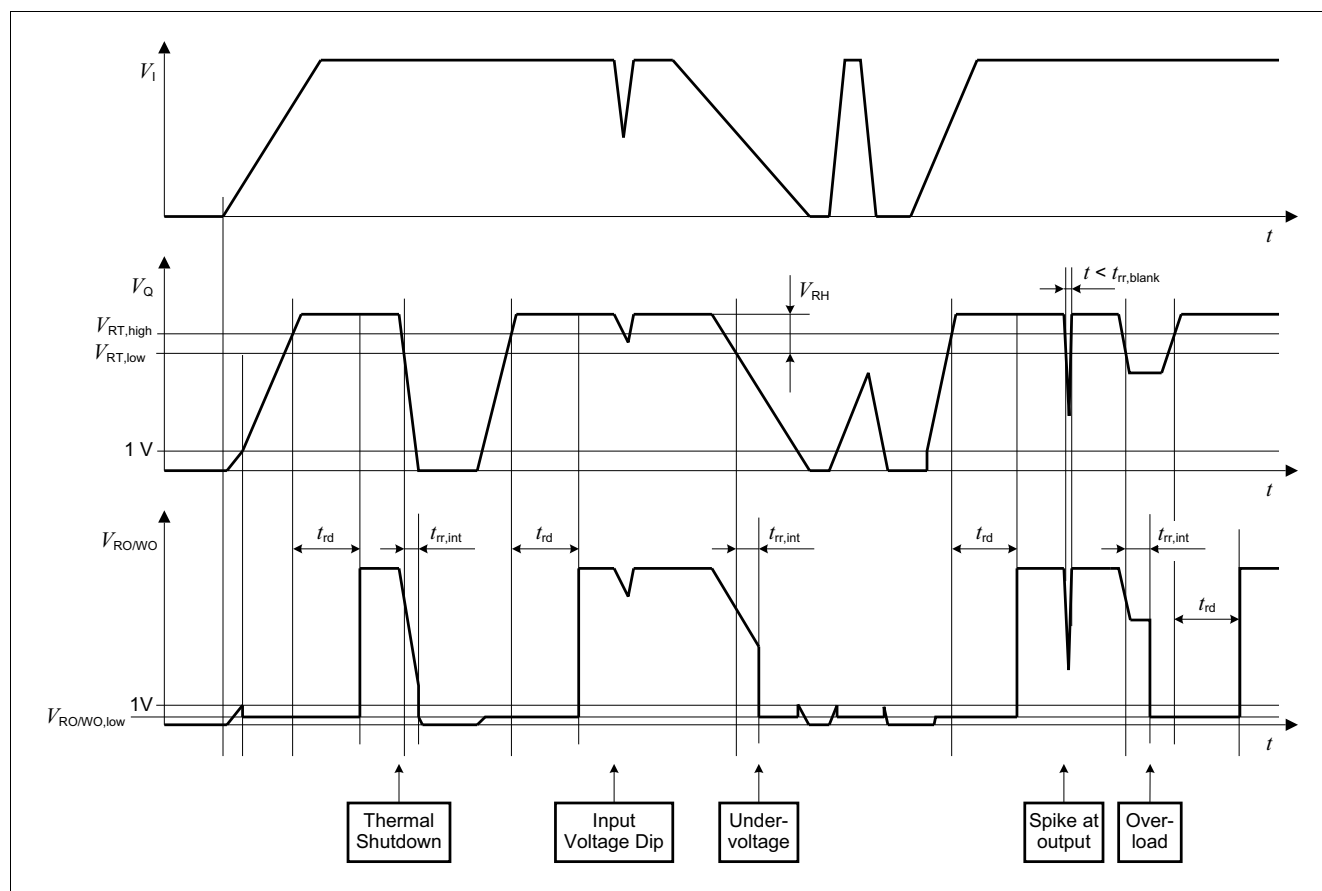 V_I
t
V_Q
V_RH
t < t_rr,blank
V_RT,high
V_RT,low
1 V
t
V_RO/WO
t_rd
t_rr,int
t_rd
t_rr,int
t_rd
t_rr,int
t_rd
1V
V_RO/WO,low
t
Thermal
Shutdown
Input
Voltage Dip
Under-
voltage
Spike at
output
Over-
load